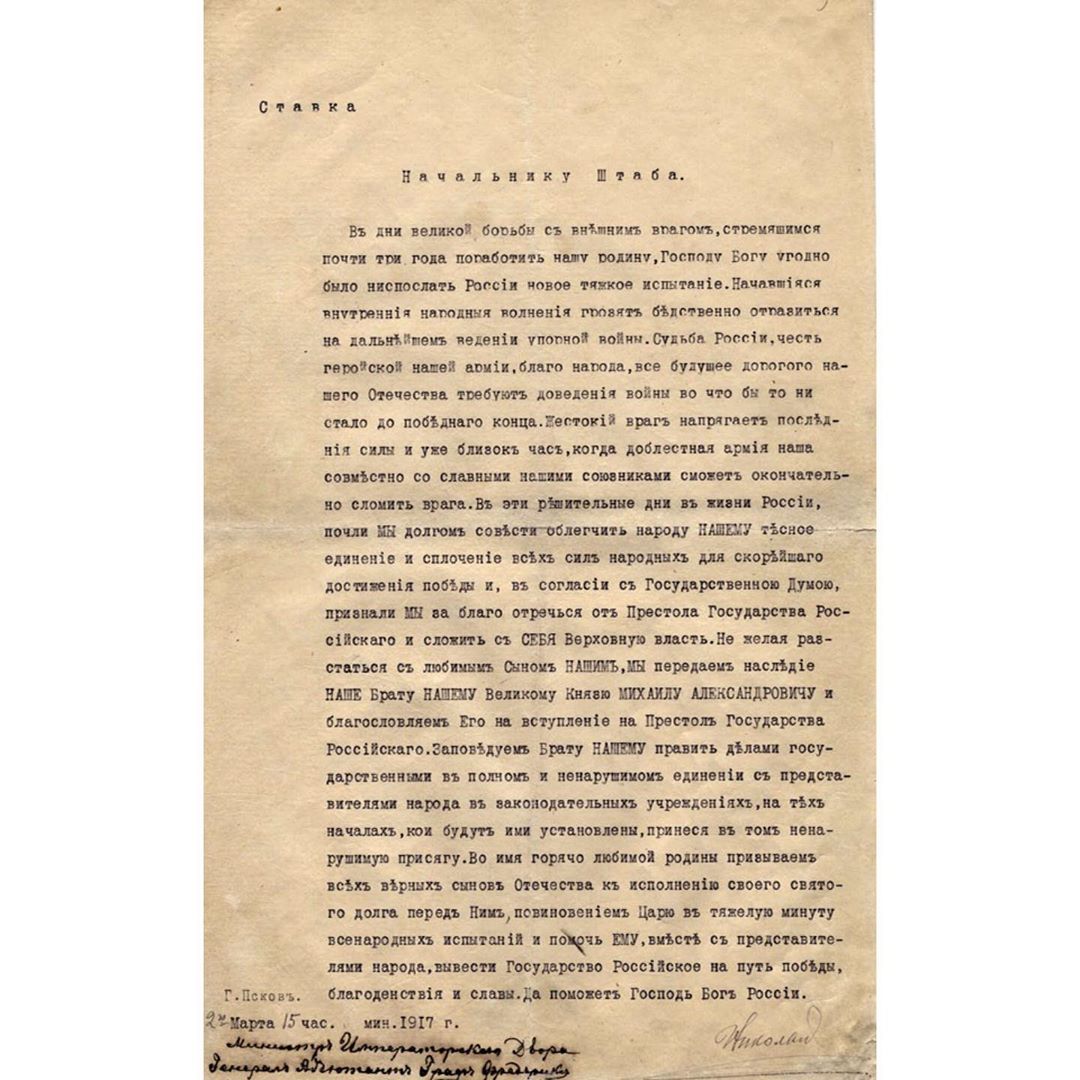 Ставка
Начальнику Штаба.
Въ дни великой борьбы съ внѣшнимъ врагомъ,стремящимся
почти три года поработить нашу родину,Господу Богу угодно
было ниспослать Россіи новое тяжкое испытаніе.Начавшіяся
внутреннія народныя волненія грозятъ бѣдственно отразиться
на дальнѣйшемъ веденіи упорной войны.Судьба Россіи,честь
геройской нашей арміи,благо народа,все будущее дорогого на-
шего Отечества требуютъ доведенія войны во что бы то ни
стало до побѣднаго конца.Жестокій врагъ напрягаетъ послѣд-
нія силы и уже близокъ часъ,когда доблестная армія наша
совмѣстно со славными нашими союзниками сможетъ окончатель-
но сломить врага.Въ эти рѣшительные дни въ жизни Россіи,
почли МЫ долгомъ совѣсти облегчить народу НАШЕМУ тѣсное
единеніе и сплоченіе всѣхъ силъ народныхъ для скорѣйшаго
достиженія побѣды и, въ согласіи съ Государственною Думою,
признали МЫ за благо отречься отъ Престола Государства Рос-
сійскаго и сложить съ СЕБЯ Верховную власть.Не желая раз-
статься съ любимымъ Сыномъ НАШИМЪ,МЫ передаемъ наслѣдіе
НАШЕ Брату НАШЕМУ Великому Князю МИХАИЛУ АЛЕКСАНДРОВИЧУ и
благословляемъ Его на вступленіе на Престолъ Государства
Россійскаго.Заповѣдуемъ Брату НАШЕМУ править дѣлами госу-
дарственными въ полномъ и ненарушимомъ единеніи съ предста-
вителями народа въ законодательныхъ учрежденіяхъ,на тѣхъ
началахъ,кои будутъ ими установлены,принеся въ томъ нена-
рушимую присягу.Во имя горячо любимой родины призываемъ
всѣхъ вѣрныхъ сыновъ Отечества къ исполненію своего свято-
го долга передъ Нимъ,повиновеніемъ Царю въ тяжелую минуту
всенародныхъ испытаній и помочь ЕМУ,вмѣстѣ съ представите-
лями народа,вывести Государство Россійское на путь побѣды,
благоденствія и славы.Да поможетъ Господь Богъ Россіи.
Г.Псковъ.
2го Марта 15 час. мин.1917 г.
Николай
Министръ Императорскаго Двора
Генералъ Адъютантъ Графъ Фредериксъ